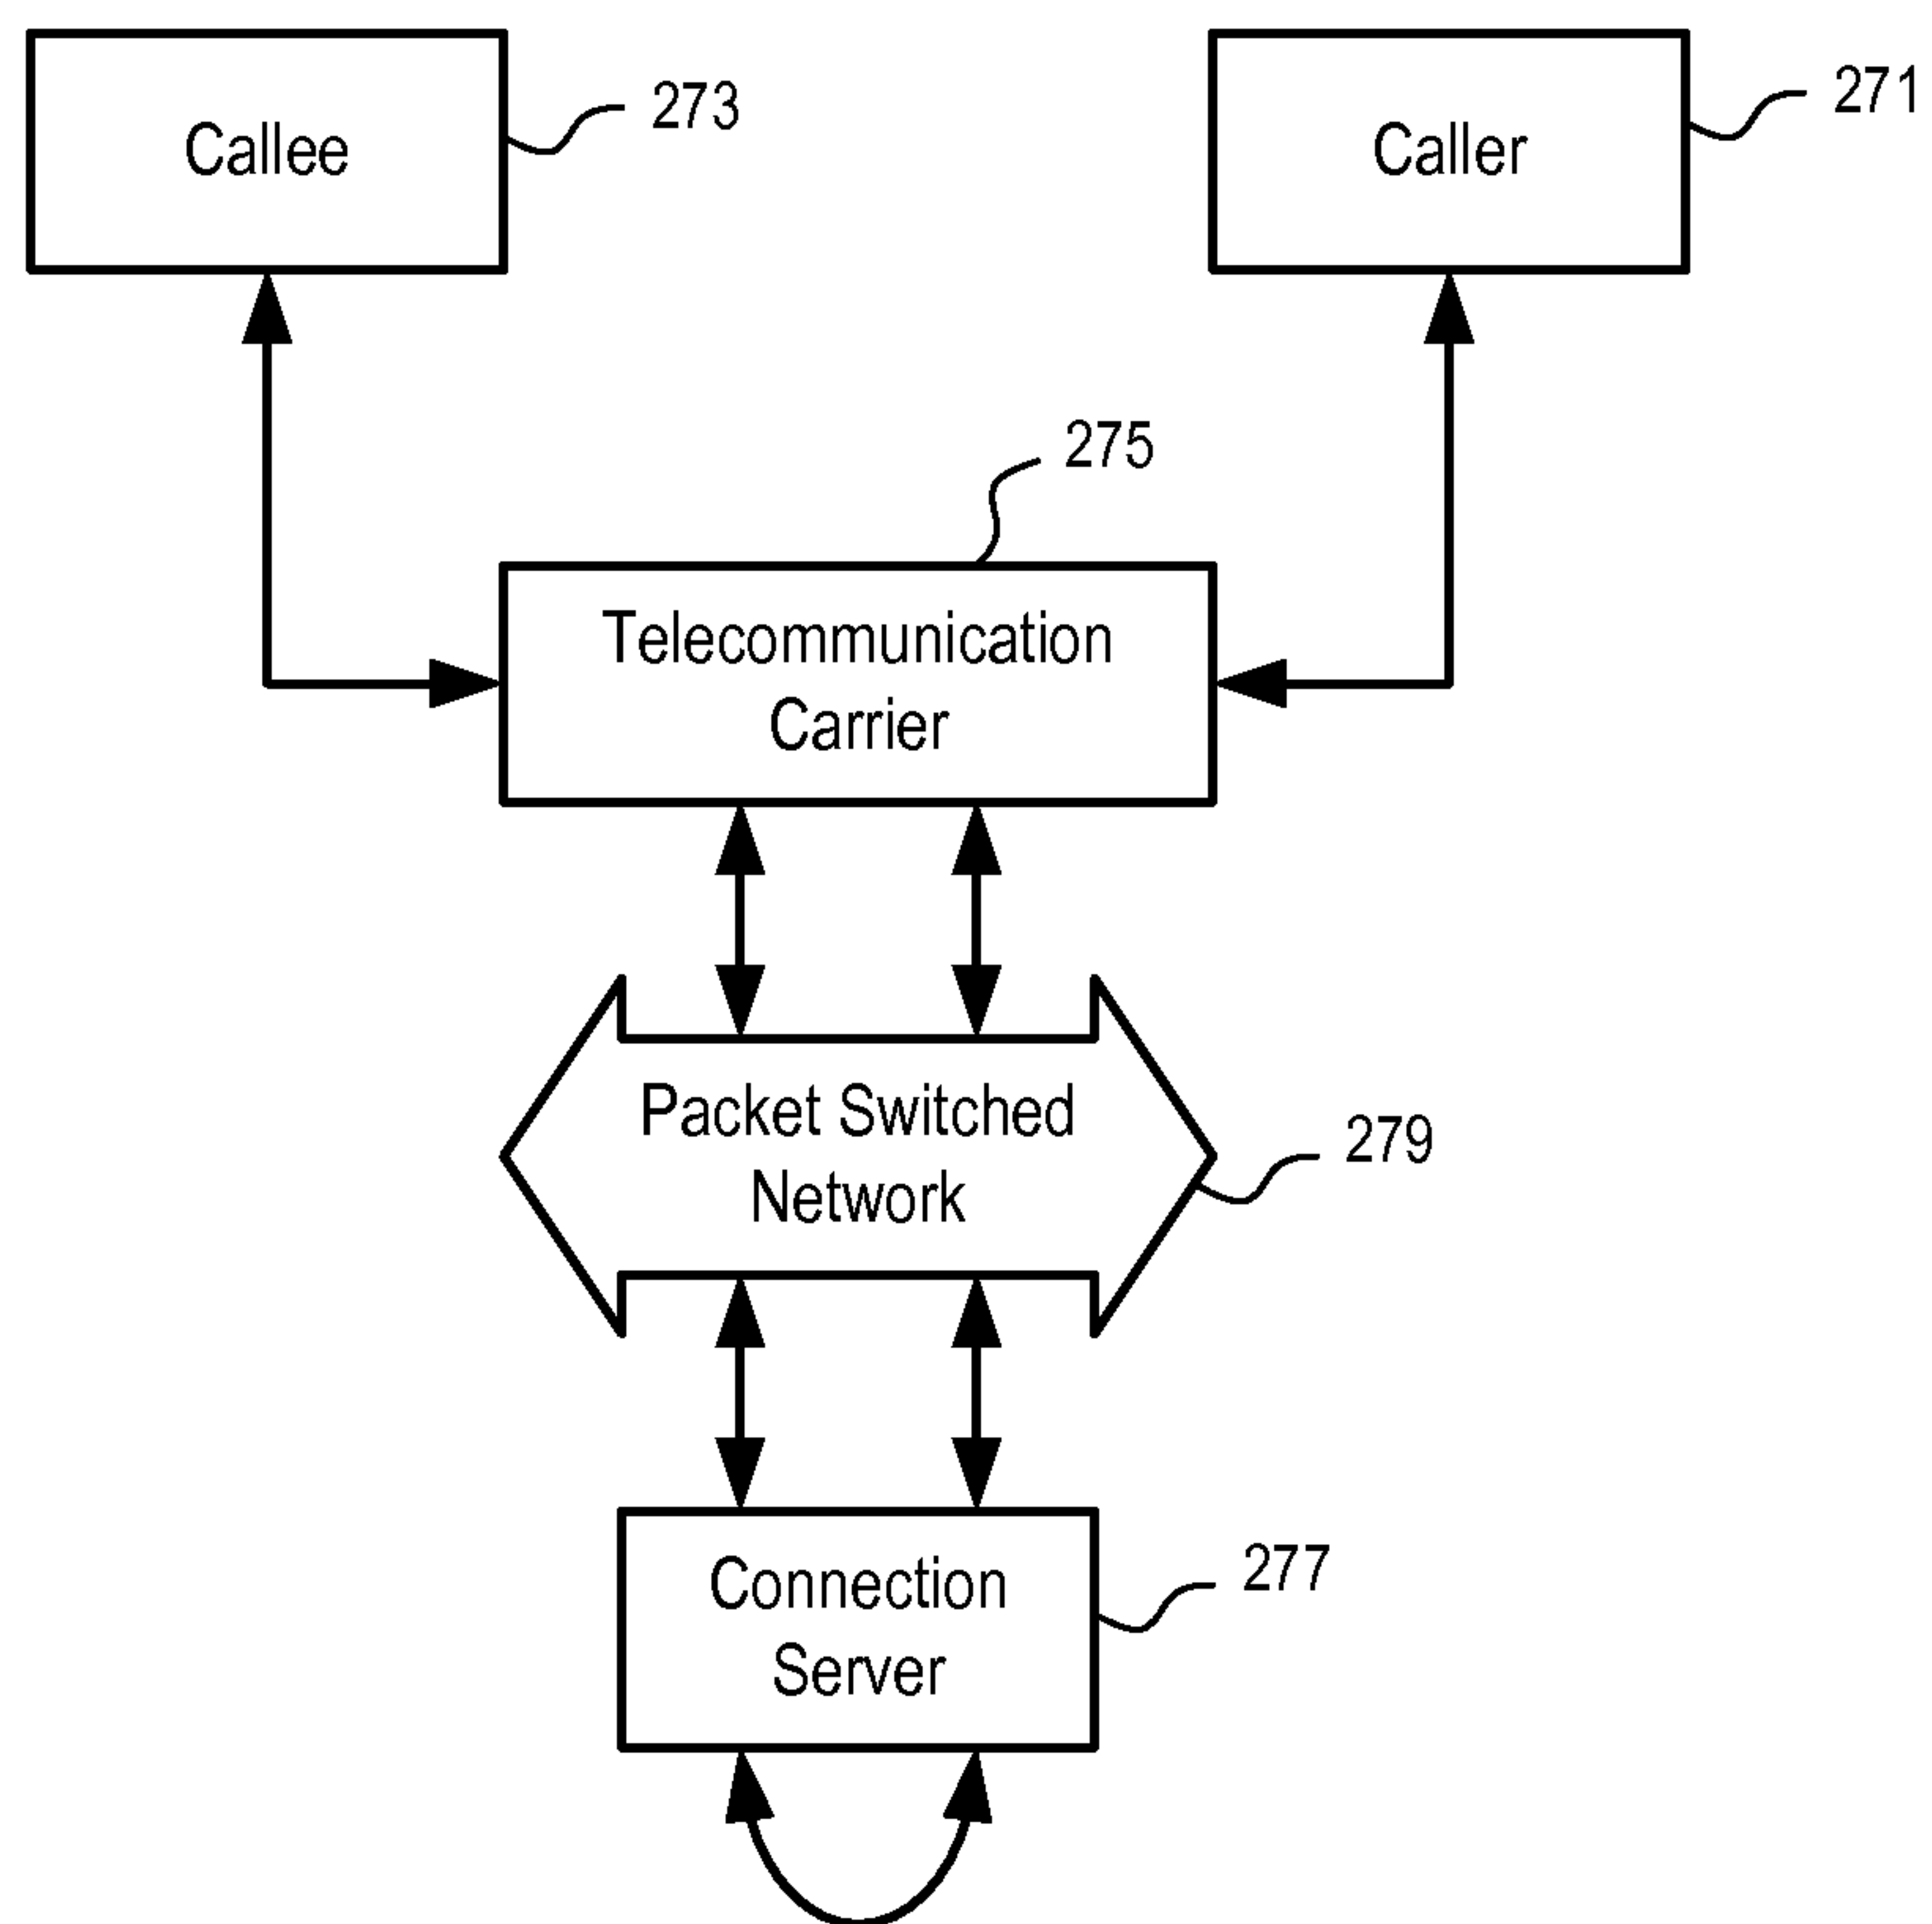 Callee
273
Caller
271
275
Telecommunication
Carrier
Packet Switched
Network
279
Connection
Server
277